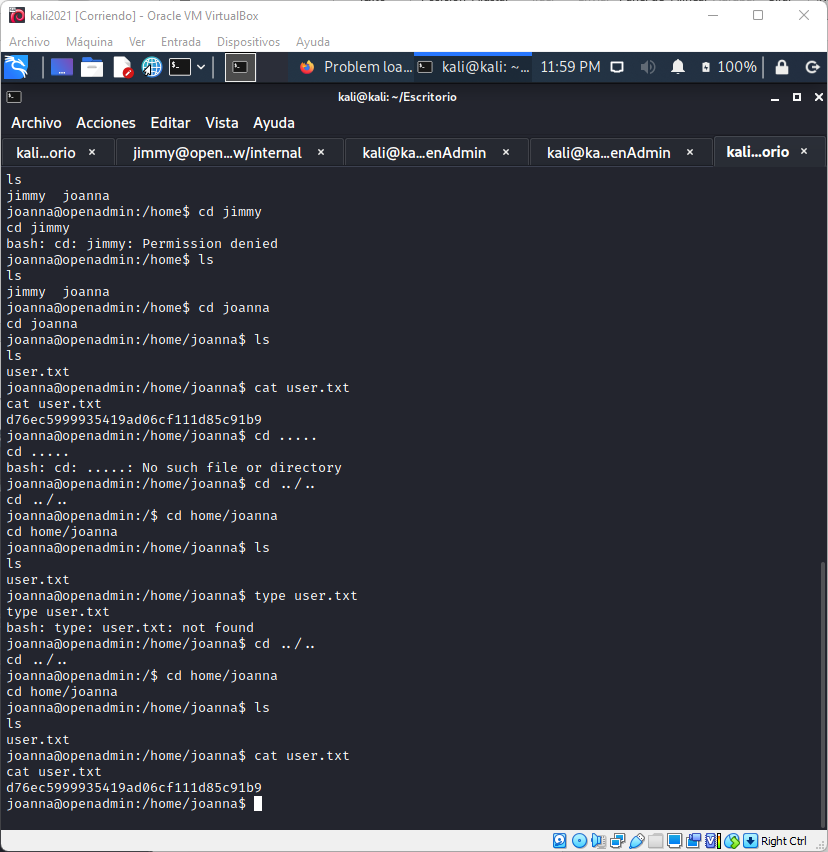 kali2021 [Corriendo] - Oracle VM VirtualBox
Archivo Máquina Ver Entrada Dispositivos Ayuda
Problem loa... kali@kali: ~... 11:59 PM 100%
kali@kali: ~/Escritorio
Archivo Acciones Editar Vista Ayuda
kali...orio × jimmy@open...w/internal × kali@ka...enAdmin × kali@ka...enAdmin × kali...orio ×
ls
jimmy  joanna
joanna@openadmin:/home$ cd jimmy
cd jimmy
bash: cd: jimmy: Permission denied
joanna@openadmin:/home$ ls
ls
jimmy  joanna
joanna@openadmin:/home$ cd joanna
cd joanna
joanna@openadmin:/home/joanna$ ls
ls
user.txt
joanna@openadmin:/home/joanna$ cat user.txt
cat user.txt
d76ec5999935419ad06cf111d85c91b9
joanna@openadmin:/home/joanna$ cd .....
cd .....
bash: cd: .....: No such file or directory
joanna@openadmin:/home/joanna$ cd ../..
cd ../..
joanna@openadmin:/$ cd home/joanna
cd home/joanna
joanna@openadmin:/home/joanna$ ls
ls
user.txt
joanna@openadmin:/home/joanna$ type user.txt
type user.txt
bash: type: user.txt: not found
joanna@openadmin:/home/joanna$ cd ../..
cd ../..
joanna@openadmin:/$ cd home/joanna
cd home/joanna
joanna@openadmin:/home/joanna$ ls
ls
user.txt
joanna@openadmin:/home/joanna$ cat user.txt
cat user.txt
d76ec5999935419ad06cf111d85c91b9
joanna@openadmin:/home/joanna$
Right Ctrl